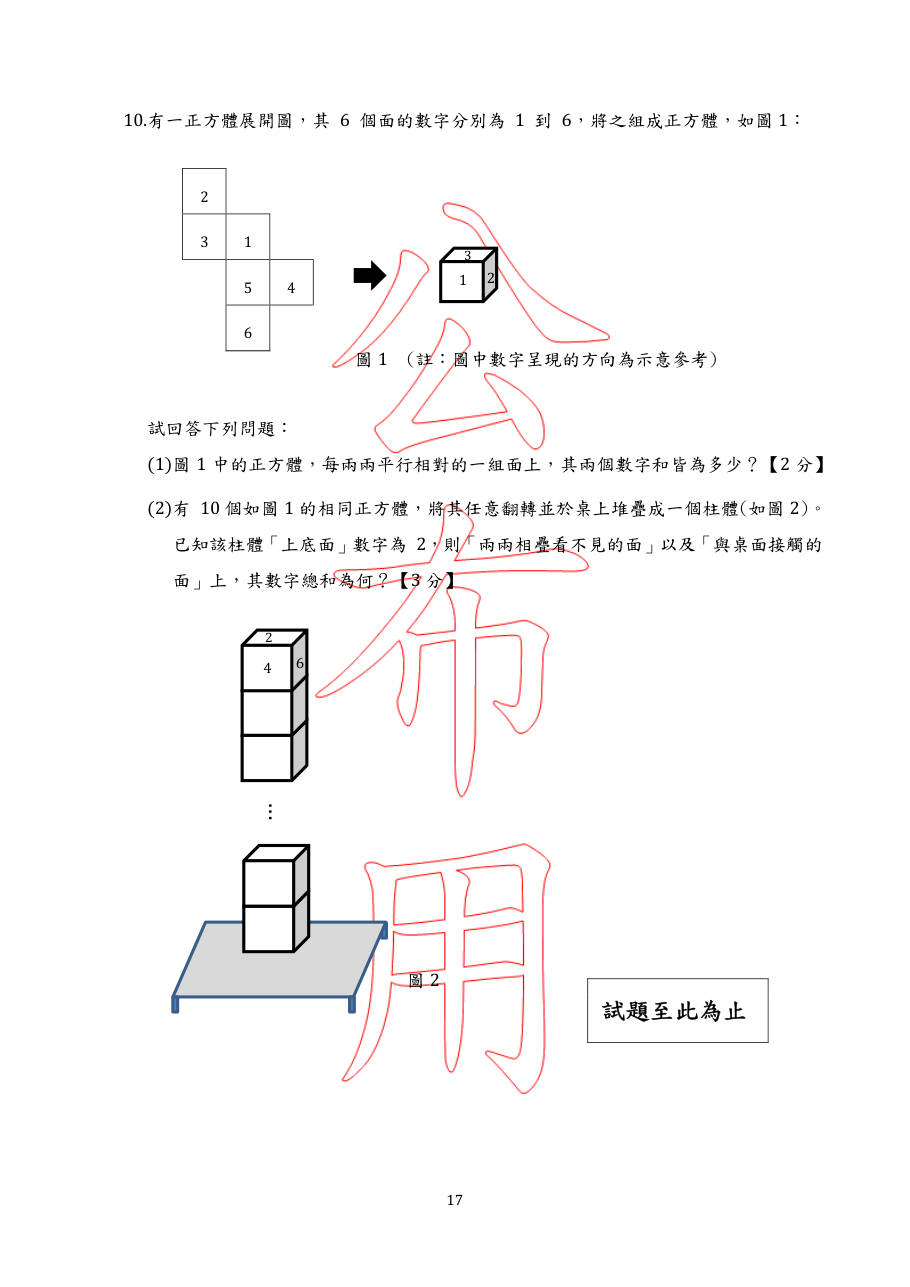 10.有一正方體展開圖，其 6 個面的數字分別為 1 到 6，將之組成正方體，如圖 1：
2
3 1
5 4
6
3
1 2
圖 1 （註：圖中數字呈現的方向為示意參考）
試回答下列問題：
(1)圖 1 中的正方體，每兩兩平行相對的一組面上，其兩個數字和皆為多少？【2 分】
(2)有 10 個如圖 1 的相同正方體，將其任意翻轉並於桌上堆疊成一個柱體(如圖 2)。
已知該柱體「上底面」數字為 2，則「兩兩相疊看不見的面」以及「與桌面接觸的
面」上，其數字總和為何？【3 分】
2
4 6
⋮
圖 2
試題至此為止
公
布
用
17